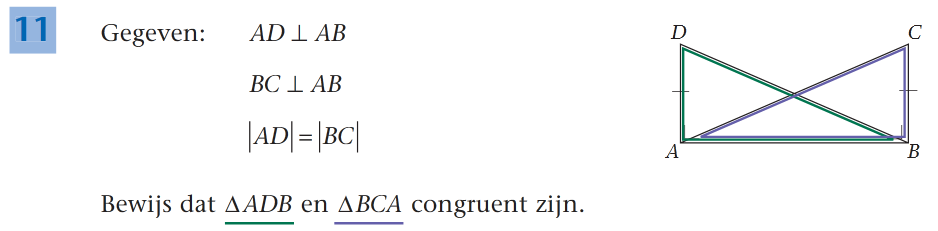 11 Gegeven: AD ⊥ AB
BC ⊥ AB
|AD| = |BC|
D C
A B
Bewijs dat ΔADB en ΔBCA congruent zijn.